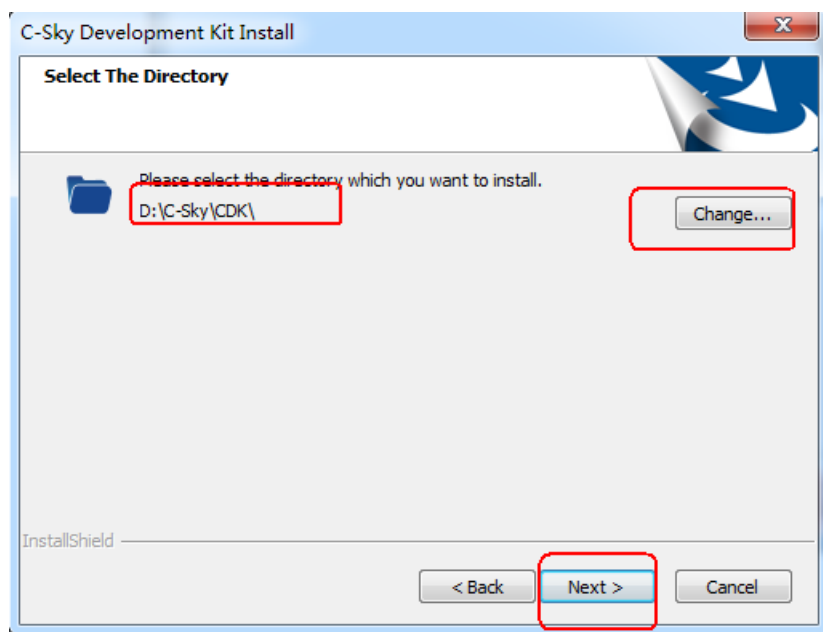 C-Sky Development Kit Install
Select The Directory
Please select the directory which you want to install.
D:\C-Sky\CDK\
Change...
InstallShield
< Back
Next >
Cancel